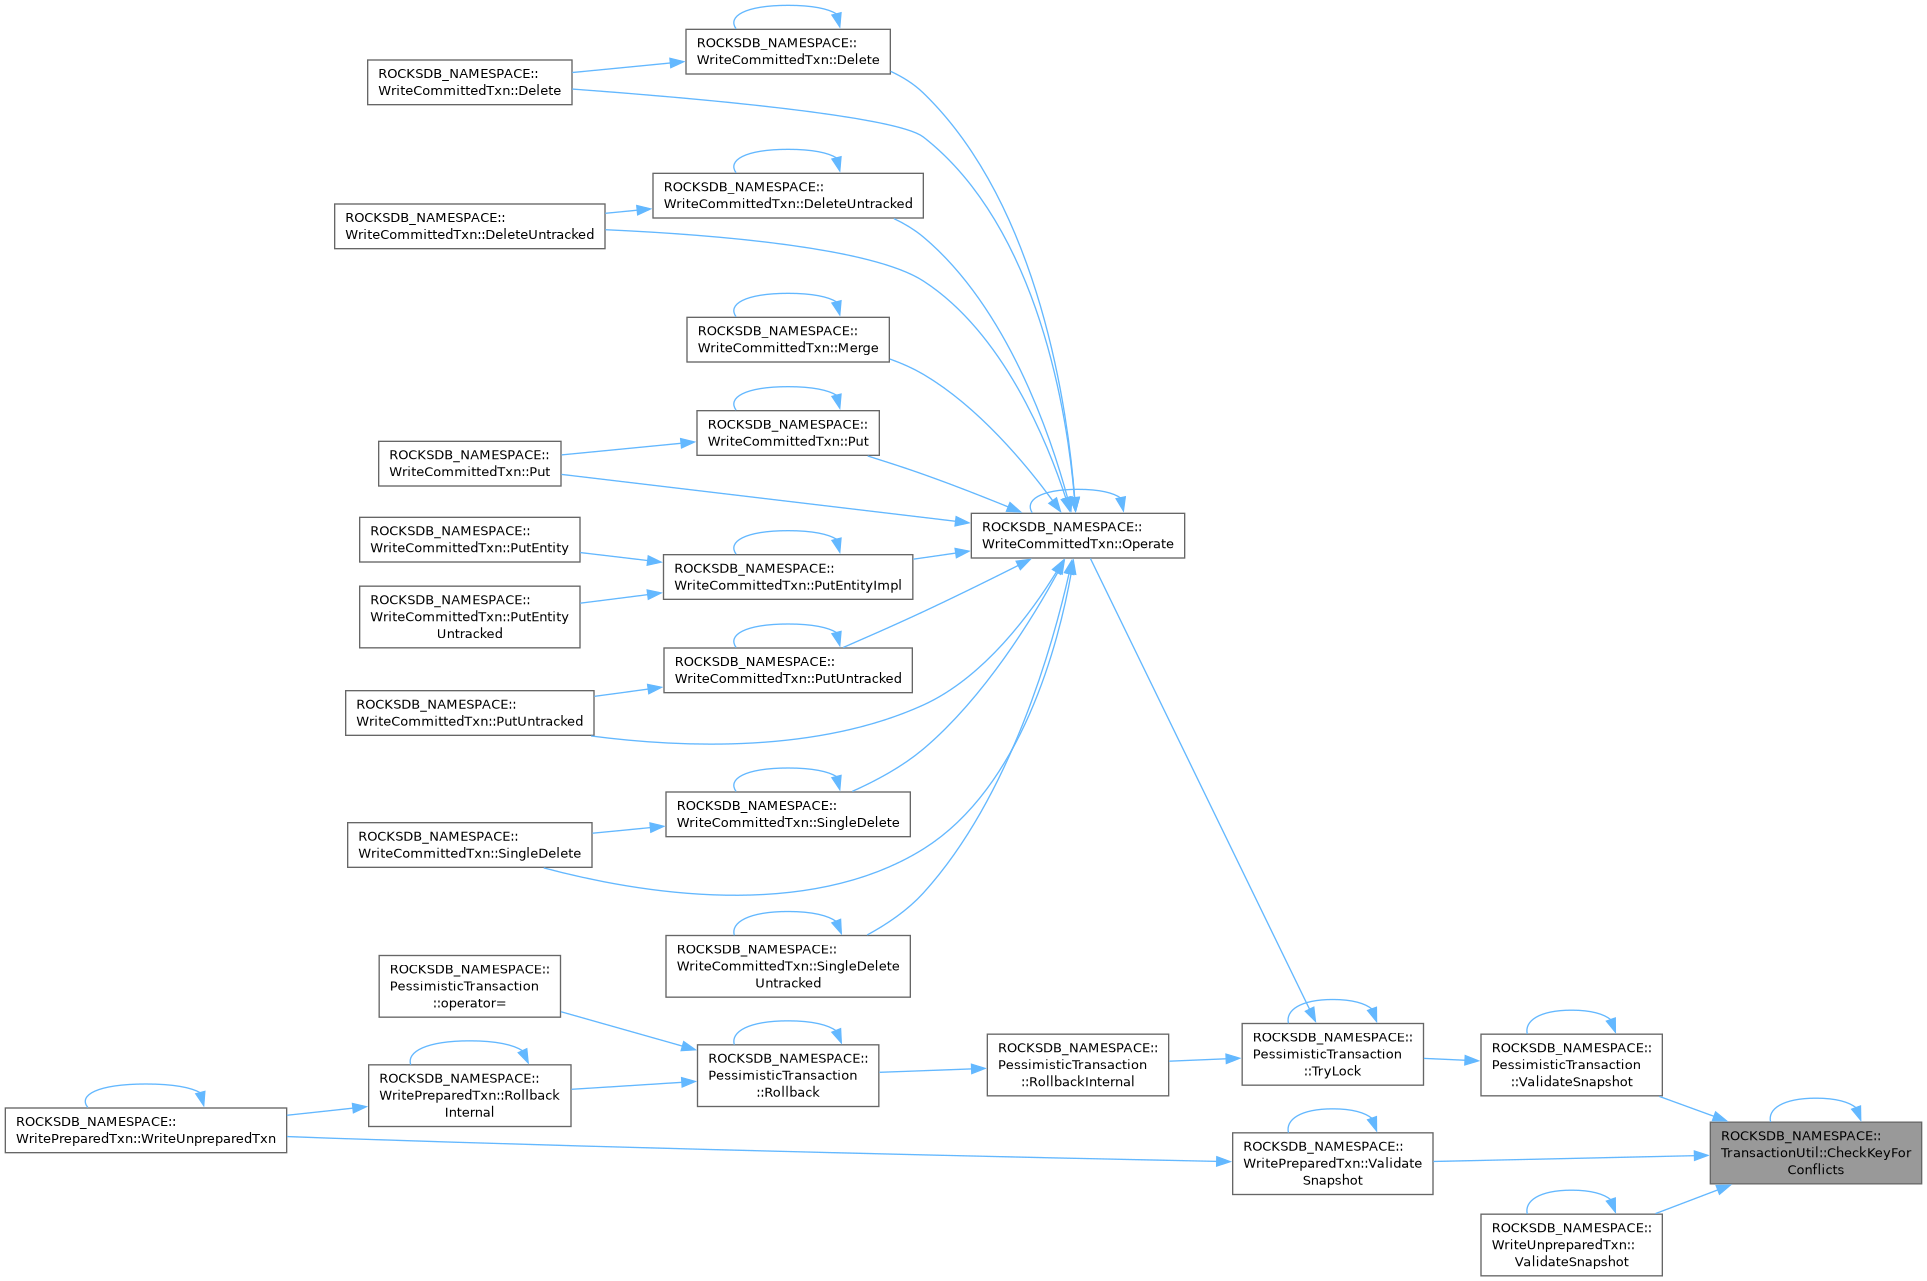 ROCKSDB_NAMESPACE::
WriteCommittedTxn::Delete
ROCKSDB_NAMESPACE::
WriteCommittedTxn::Delete
ROCKSDB_NAMESPACE::
WriteCommittedTxn::DeleteUntracked
ROCKSDB_NAMESPACE::
WriteCommittedTxn::DeleteUntracked
ROCKSDB_NAMESPACE::
WriteCommittedTxn::Merge
ROCKSDB_NAMESPACE::
WriteCommittedTxn::Put
ROCKSDB_NAMESPACE::
WriteCommittedTxn::Put
ROCKSDB_NAMESPACE::
WriteCommittedTxn::Operate
ROCKSDB_NAMESPACE::
WriteCommittedTxn::PutEntity
ROCKSDB_NAMESPACE::
WriteCommittedTxn::PutEntityImpl
ROCKSDB_NAMESPACE::
WriteCommittedTxn::PutEntity
Untracked
ROCKSDB_NAMESPACE::
WriteCommittedTxn::PutUntracked
ROCKSDB_NAMESPACE::
WriteCommittedTxn::PutUntracked
ROCKSDB_NAMESPACE::
WriteCommittedTxn::SingleDelete
ROCKSDB_NAMESPACE::
WriteCommittedTxn::SingleDelete
ROCKSDB_NAMESPACE::
WriteCommittedTxn::SingleDelete
Untracked
ROCKSDB_NAMESPACE::
PessimisticTransaction
::operator=
ROCKSDB_NAMESPACE::
PessimisticTransaction
::TryLock
ROCKSDB_NAMESPACE::
PessimisticTransaction
::ValidateSnapshot
ROCKSDB_NAMESPACE::
PessimisticTransaction
::RollbackInternal
ROCKSDB_NAMESPACE::
PessimisticTransaction
::Rollback
ROCKSDB_NAMESPACE::
WritePreparedTxn::Rollback
Internal
ROCKSDB_NAMESPACE::
WritePreparedTxn::WriteUnpreparedTxn
ROCKSDB_NAMESPACE::
TransactionUtil::CheckKeyFor
Conflicts
ROCKSDB_NAMESPACE::
WritePreparedTxn::Validate
Snapshot
ROCKSDB_NAMESPACE::
WriteUnpreparedTxn::
ValidateSnapshot